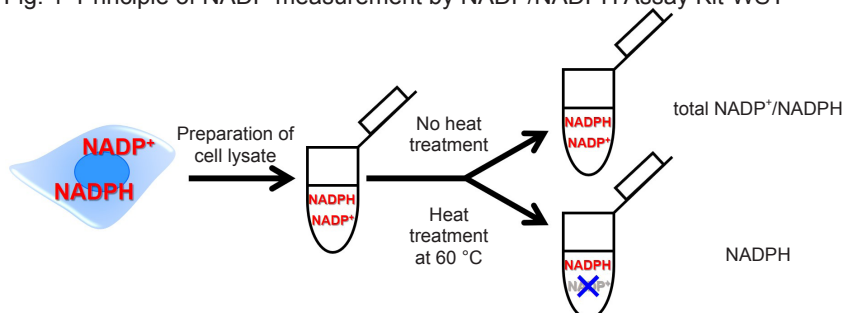 Fig. 1 Principle of NADP⁺ measurement by NADP/NADPH Assay Kit-WST
NADP⁺
NADPH
Preparation of
cell lysate
NADPH
NADP⁺
No heat
treatment
Heat
treatment
at 60 °C
NADPH
NADP⁺
total NADP⁺/NADPH
NADPH
NADP⁺
NADPH